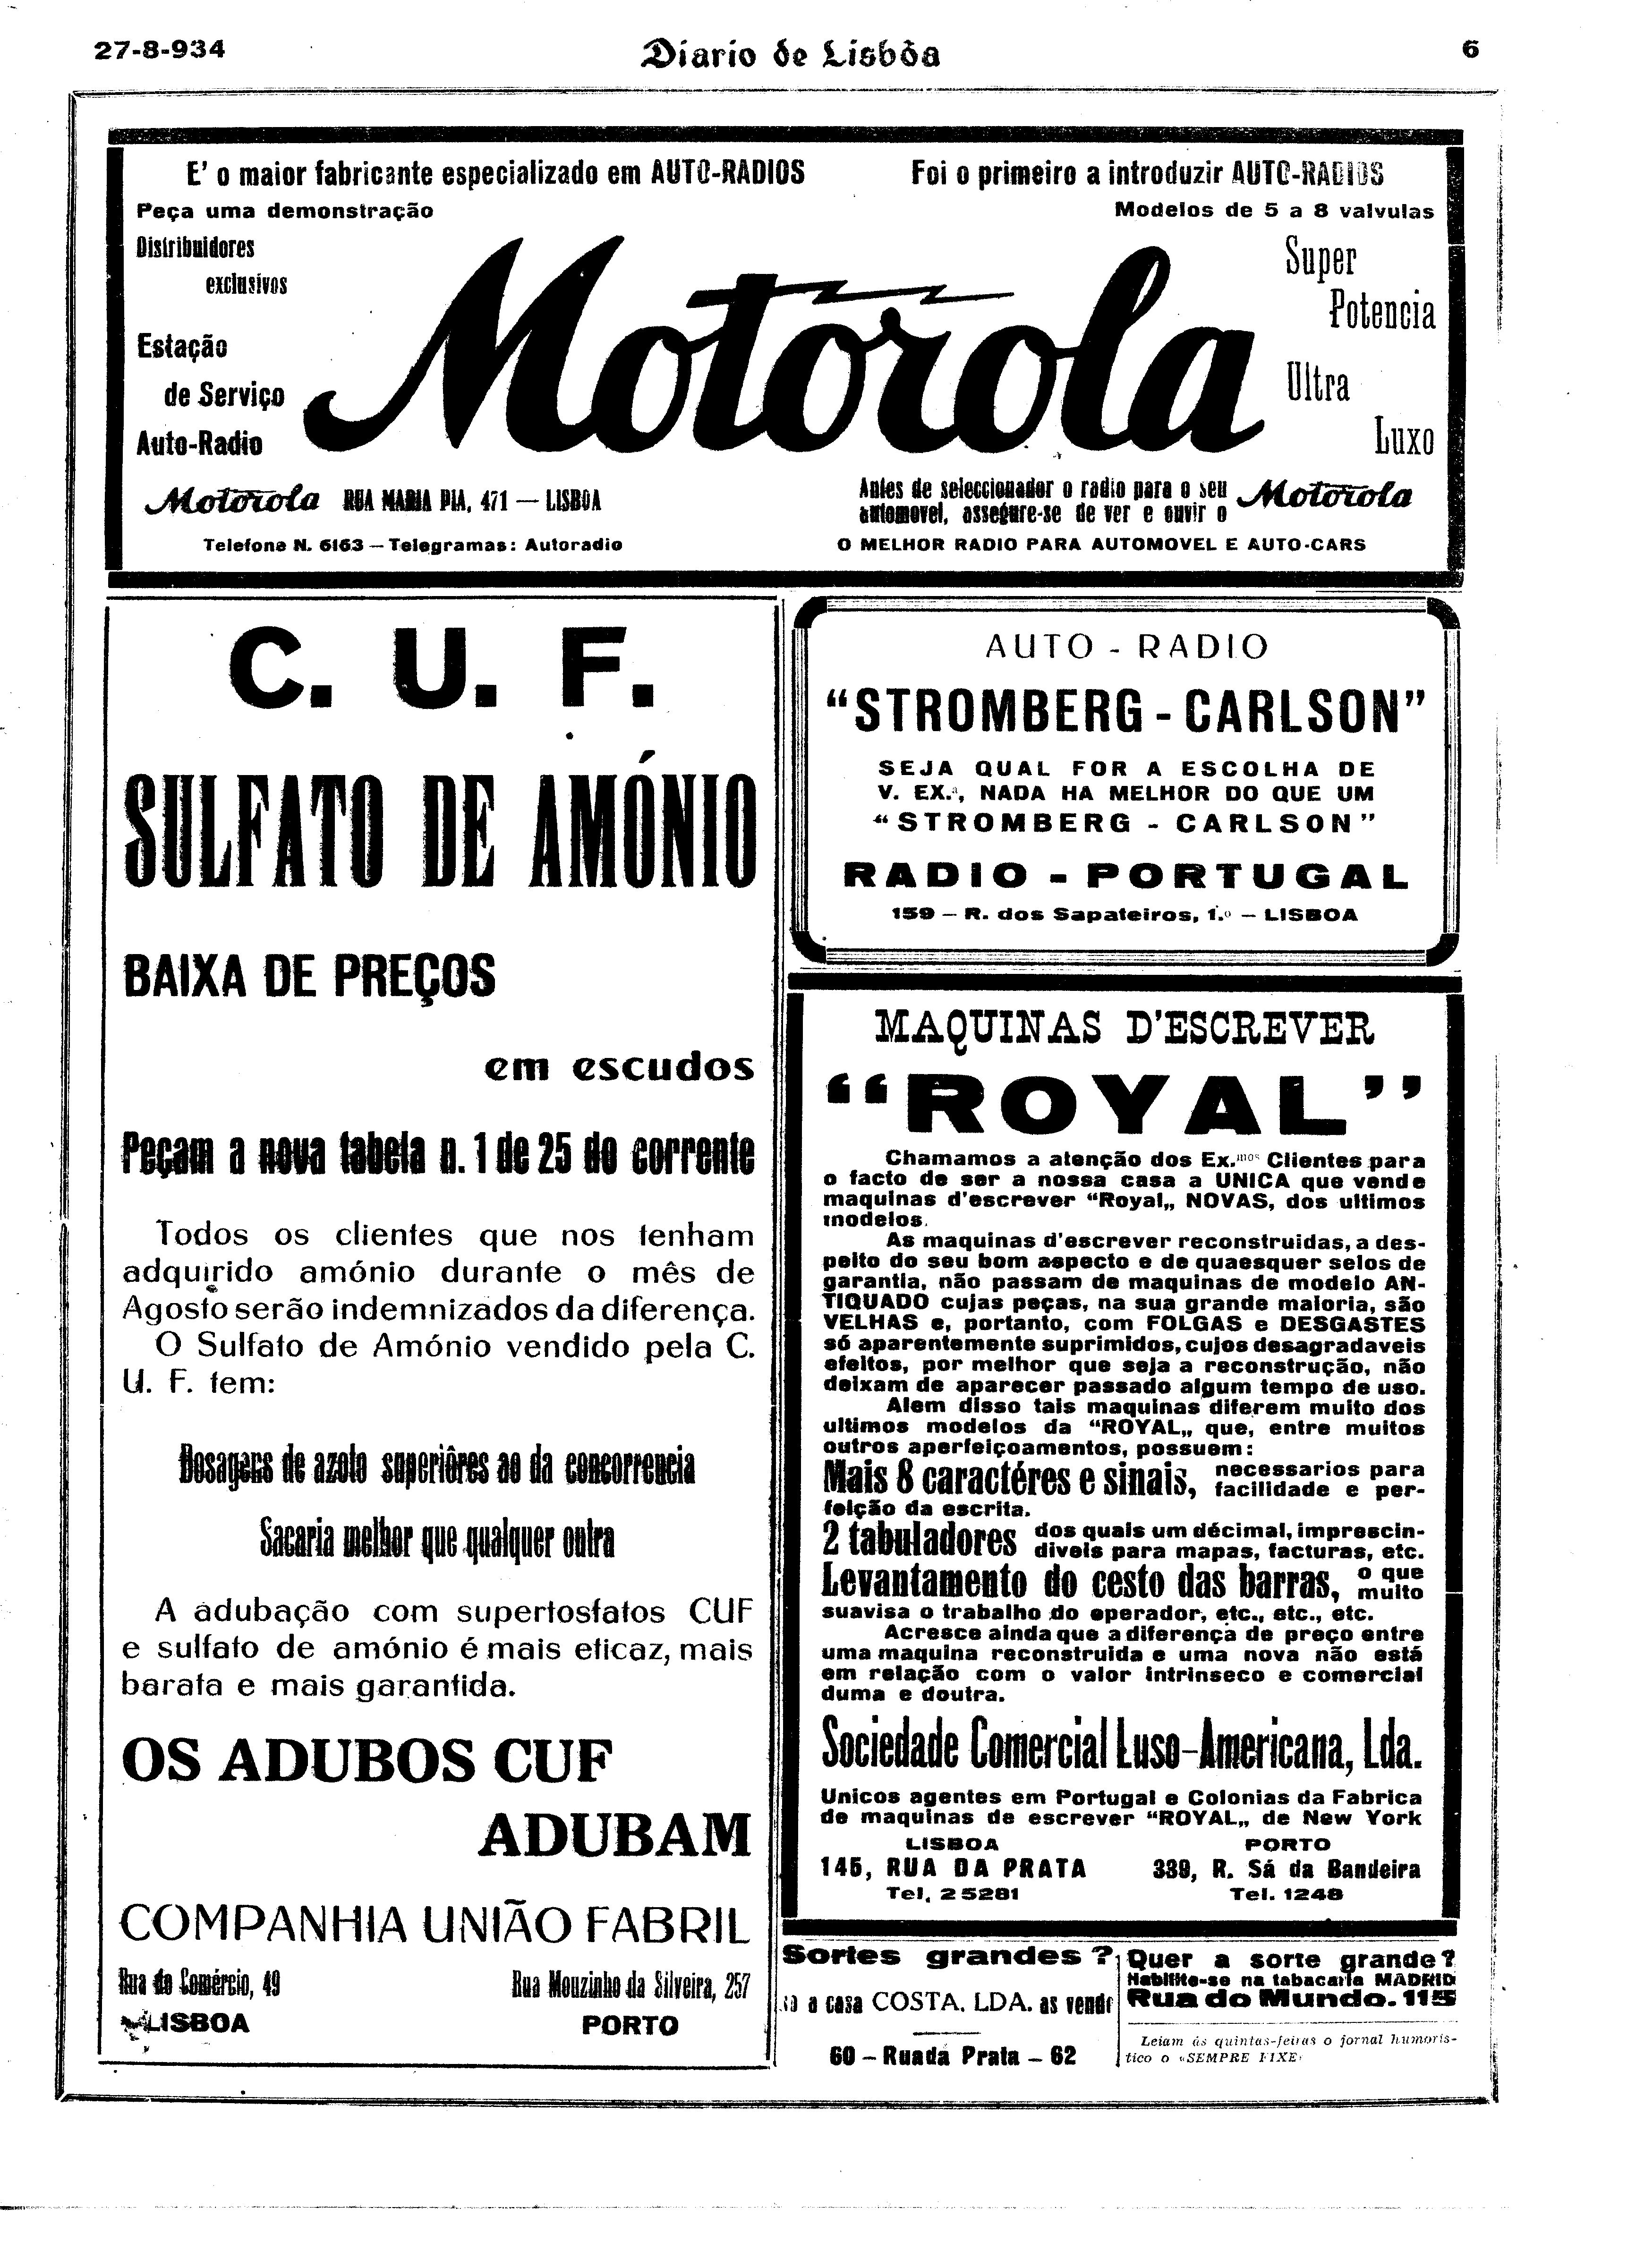 27-8-934
Diario de Lisbôa
6
E' o maior fabricante especializado em AUTO-RADIOS
Foi o primeiro a introduzir AUTO-RADIOS
Peça uma demonstração
Modelos de 5 a 8 valvulas
Distribuidores
exclusivos
Estação
de Serviço
Auto-Radio
Motorola
Super
Potencia
Ultra
Luxo
Motorola RUA MARIA PIA, 471 — LISBOA
Telefone N. 6163 — Telegramas: Autoradio
Antes de seleccionador o radio para o seu
automovel, assegure-se de ver e ouvir o
Motorola
O MELHOR RADIO PARA AUTOMOVEL E AUTO-CARS
C. U. F.
SULFATO DE AMÓNIO
BAIXA DE PREÇOS
em escudos
Peçam a nova tabela n. 1 de 25 do corrente
Todos os clientes que nos tenham
adquirido amónio durante o mês de
Agosto serão indemnizados da diferença.
O Sulfato de Amónio vendido pela C.
U. F. tem:
Dosagens de azoto superiôres ao da concorrencia
Sacaria melhor que qualquer outra
A adubação com superfosfatos CUF
e sulfato de amónio é mais eficaz, mais
barata e mais garantida.
OS ADUBOS CUF
ADUBAM
COMPANHIA UNIÃO FABRIL
Rua do Comércio, 49
LISBOA
Rua Mouzinho da Silveira, 257
PORTO
AUTO - RADIO
“STROMBERG - CARLSON”
SEJA QUAL FOR A ESCOLHA DE
V. EX.ª, NADA HA MELHOR DO QUE UM
“STROMBERG - CARLSON”
RADIO - PORTUGAL
159 — R. dos Sapateiros, 1.º — LISBOA
MAQUINAS D'ESCREVER
“ROYAL”
Chamamos a atenção dos Ex.mos Clientes para
o facto de ser a nossa casa a UNICA que vende
maquinas d'escrever “Royal„ NOVAS, dos ultimos
modelos.
As maquinas d'escrever reconstruidas, a des-
peito do seu bom aspecto e de quaesquer selos de
garantia, não passam de maquinas de modelo AN-
TIQUADO cujas peças, na sua grande maioria, são
VELHAS e, portanto, com FOLGAS e DESGASTES
só aparentemente suprimidos, cujos desagradaveis
efeitos, por melhor que seja a reconstrução, não
deixam de aparecer passado algum tempo de uso.
Alem disso tais maquinas diferem muito dos
ultimos modelos da “ROYAL„ que, entre muitos
outros aperfeiçoamentos, possuem:
Mais 8 caractéres e sinais, necessarios para
facilidade e per-
feição da escrita.
2 tabuladores dos quais um décimal, imprescin-
diveis para mapas, facturas, etc.
Levantamento do cesto das barras, o que
muito
suavisa o trabalho do operador, etc., etc., etc.
Acresce ainda que a diferença de preço entre
uma maquina reconstruida e uma nova não está
em relação com o valor intrinseco e comercial
duma e doutra.
Sociedade Comercial Luso-Americana, Lda.
Unicos agentes em Portugal e Colonias da Fabrica
de maquinas de escrever “ROYAL„ de New York
LISBOA
145, RUA DA PRATA
Tel. 25281
PORTO
339, R. Sá da Bandeira
Tel. 1248
Sortes grandes?
a casa COSTA, LDA. as vende
60 — Rua da Prata — 62
Quer a sorte grande?
Habilite-se na tabacaria MADRID
Rua do Mundo, 115
Leiam ás quintas-feiras o jornal humoris-
tico o «SEMPRE FIXE»